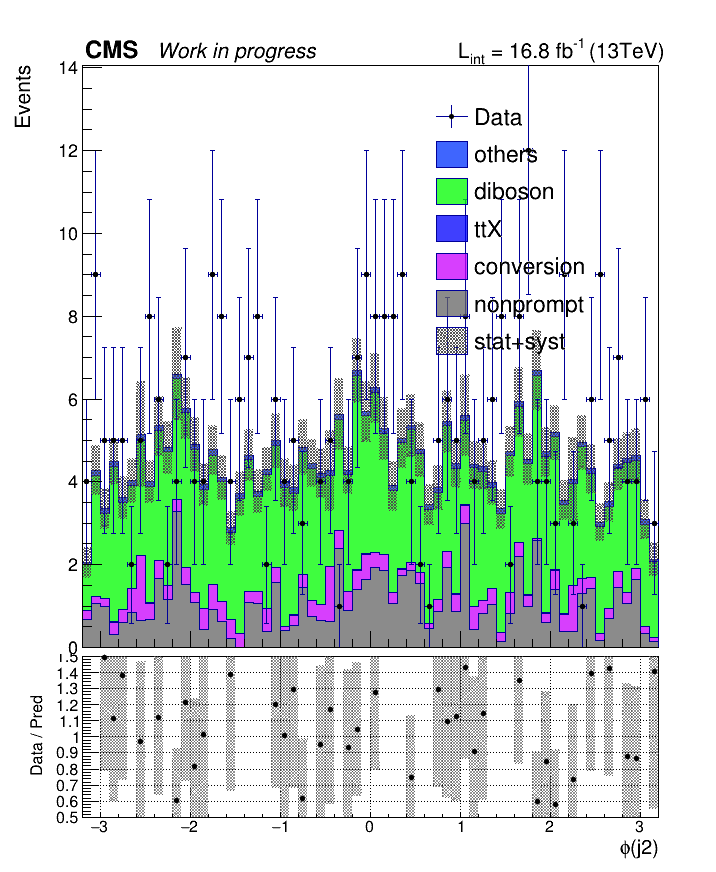 CMS Work in progress L_int = 16.8 fb^-1 (13TeV)
Events
14
12
10
8
6
4
2
0
Data
others
diboson
ttX
conversion
nonprompt
stat+syst
Data / Pred
1.5
1.4
1.3
1.2
1.1
1
0.9
0.8
0.7
0.6
0.5
−3 −2 −1 0 1 2 3
ϕ(j2)